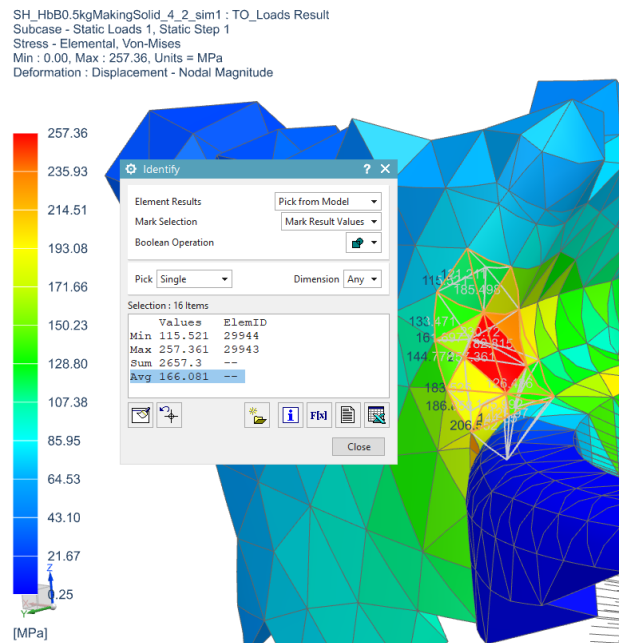 SH_HbB0.5kgMakingSolid_4_2_sim1 : TO_Loads Result
Subcase - Static Loads 1, Static Step 1
Stress - Elemental, Von-Mises
Min : 0.00, Max : 257.36, Units = MPa
Deformation : Displacement - Nodal Magnitude
257.36
235.93
214.51
193.08
171.66
150.23
128.80
107.38
85.95
64.53
43.10
21.67
0.25
[MPa]
Z
Y
Identify
? X
Element Results Pick from Model
Mark Selection Mark Result Values
Boolean Operation
Pick Single Dimension Any
Selection : 16 Items
Values ElemID
Min 115.521 29944
Max 257.361 29943
Sum 2657.3 --
Avg 166.081 --
i F(x)
Close
165.498
133.471
144.77